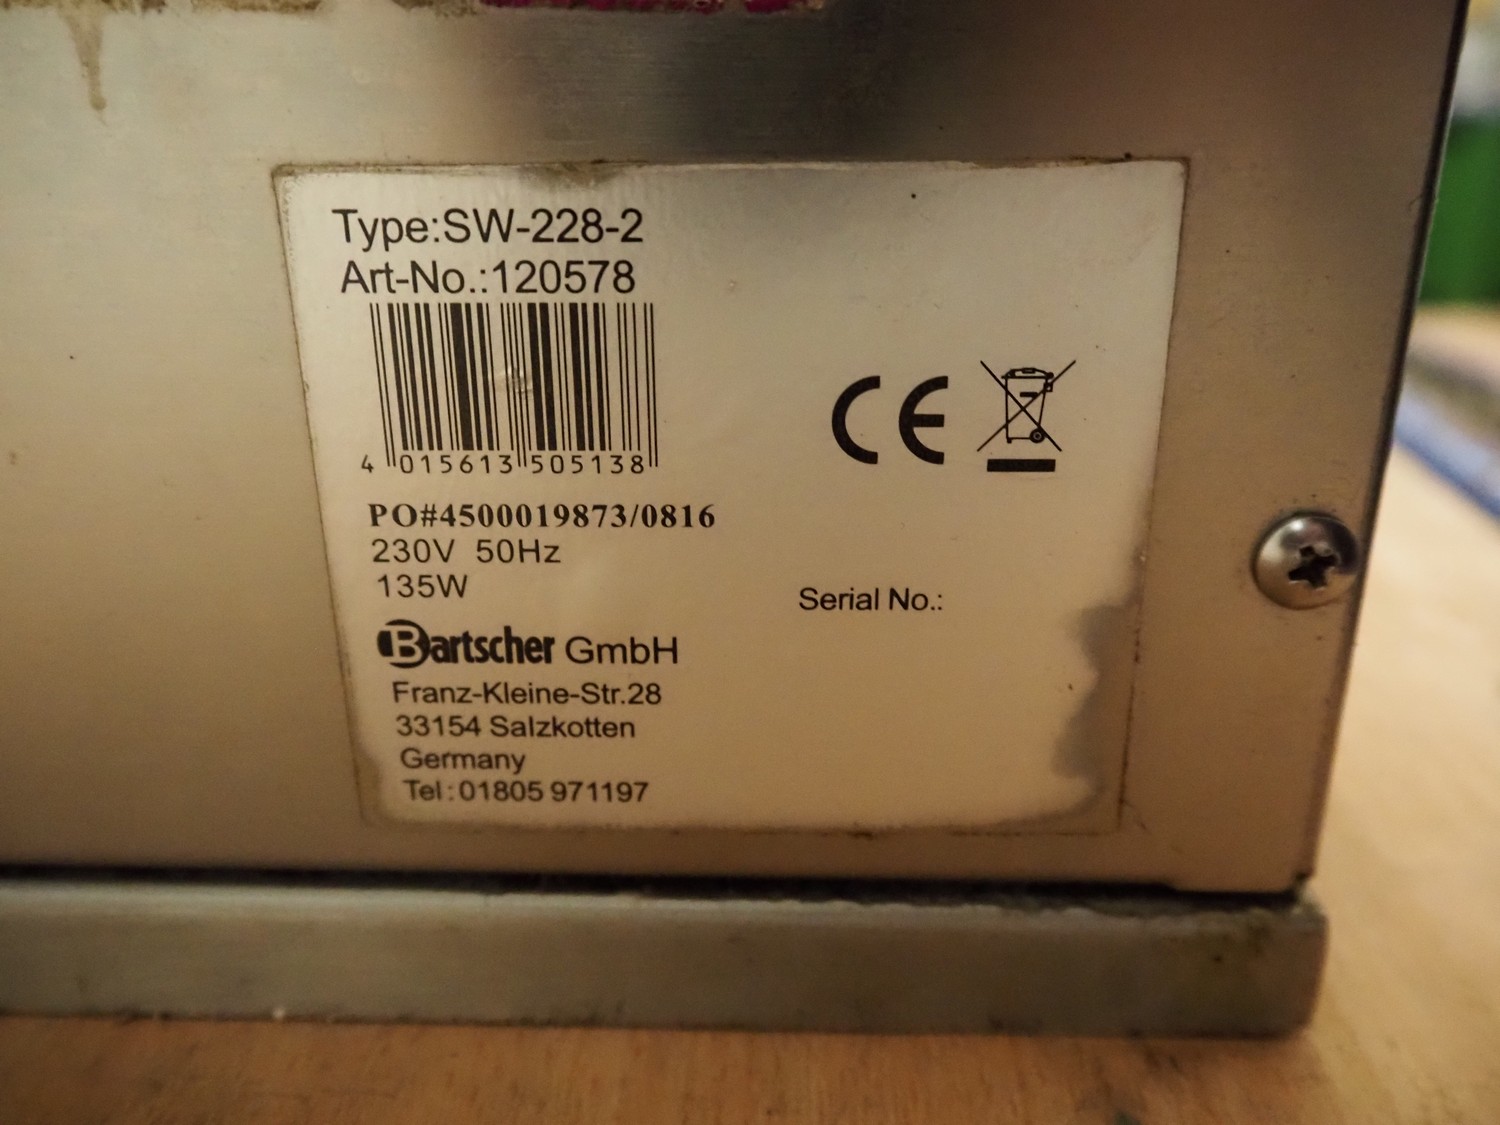 Type:SW-228-2
Art-No.:120578
4 015613 505138
PO#4500019873/0816
230V 50Hz
135W
CE
Serial No.:
Bartscher GmbH
Franz-Kleine-Str.28
33154 Salzkotten
Germany
Tel:01805 971197